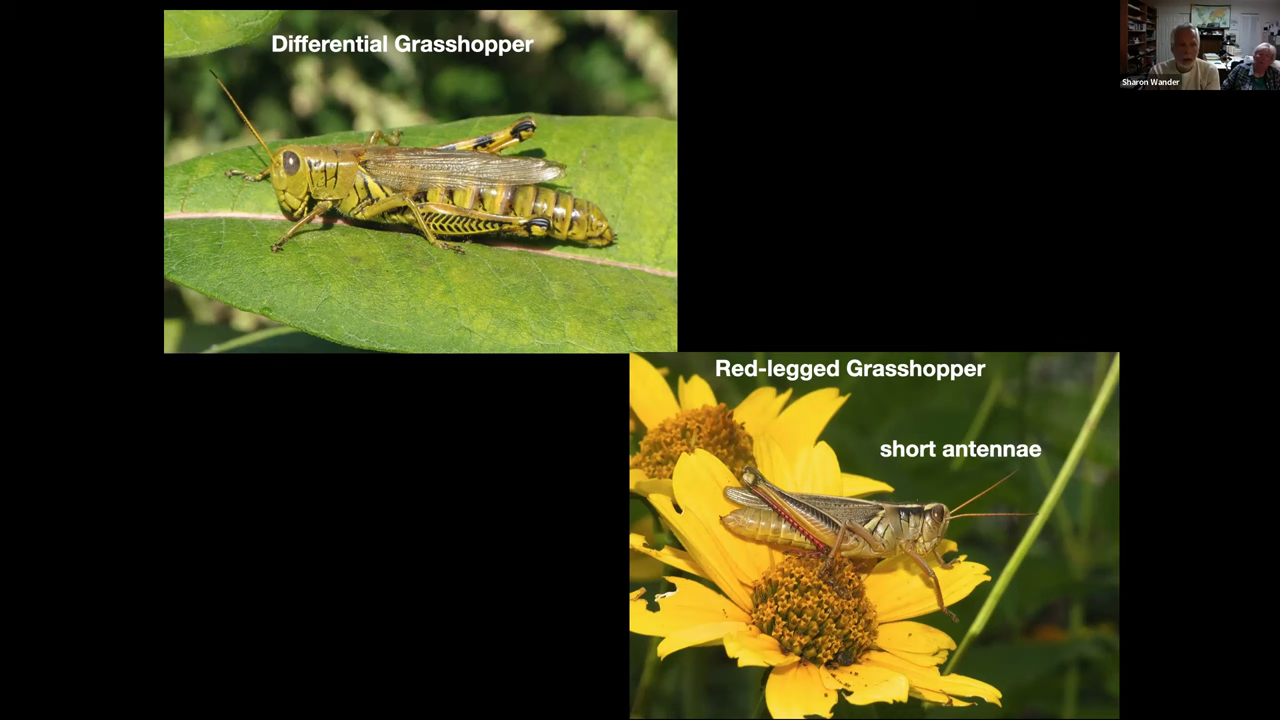 Differential Grasshopper
Sharon Wander
Red-legged Grasshopper
short antennae